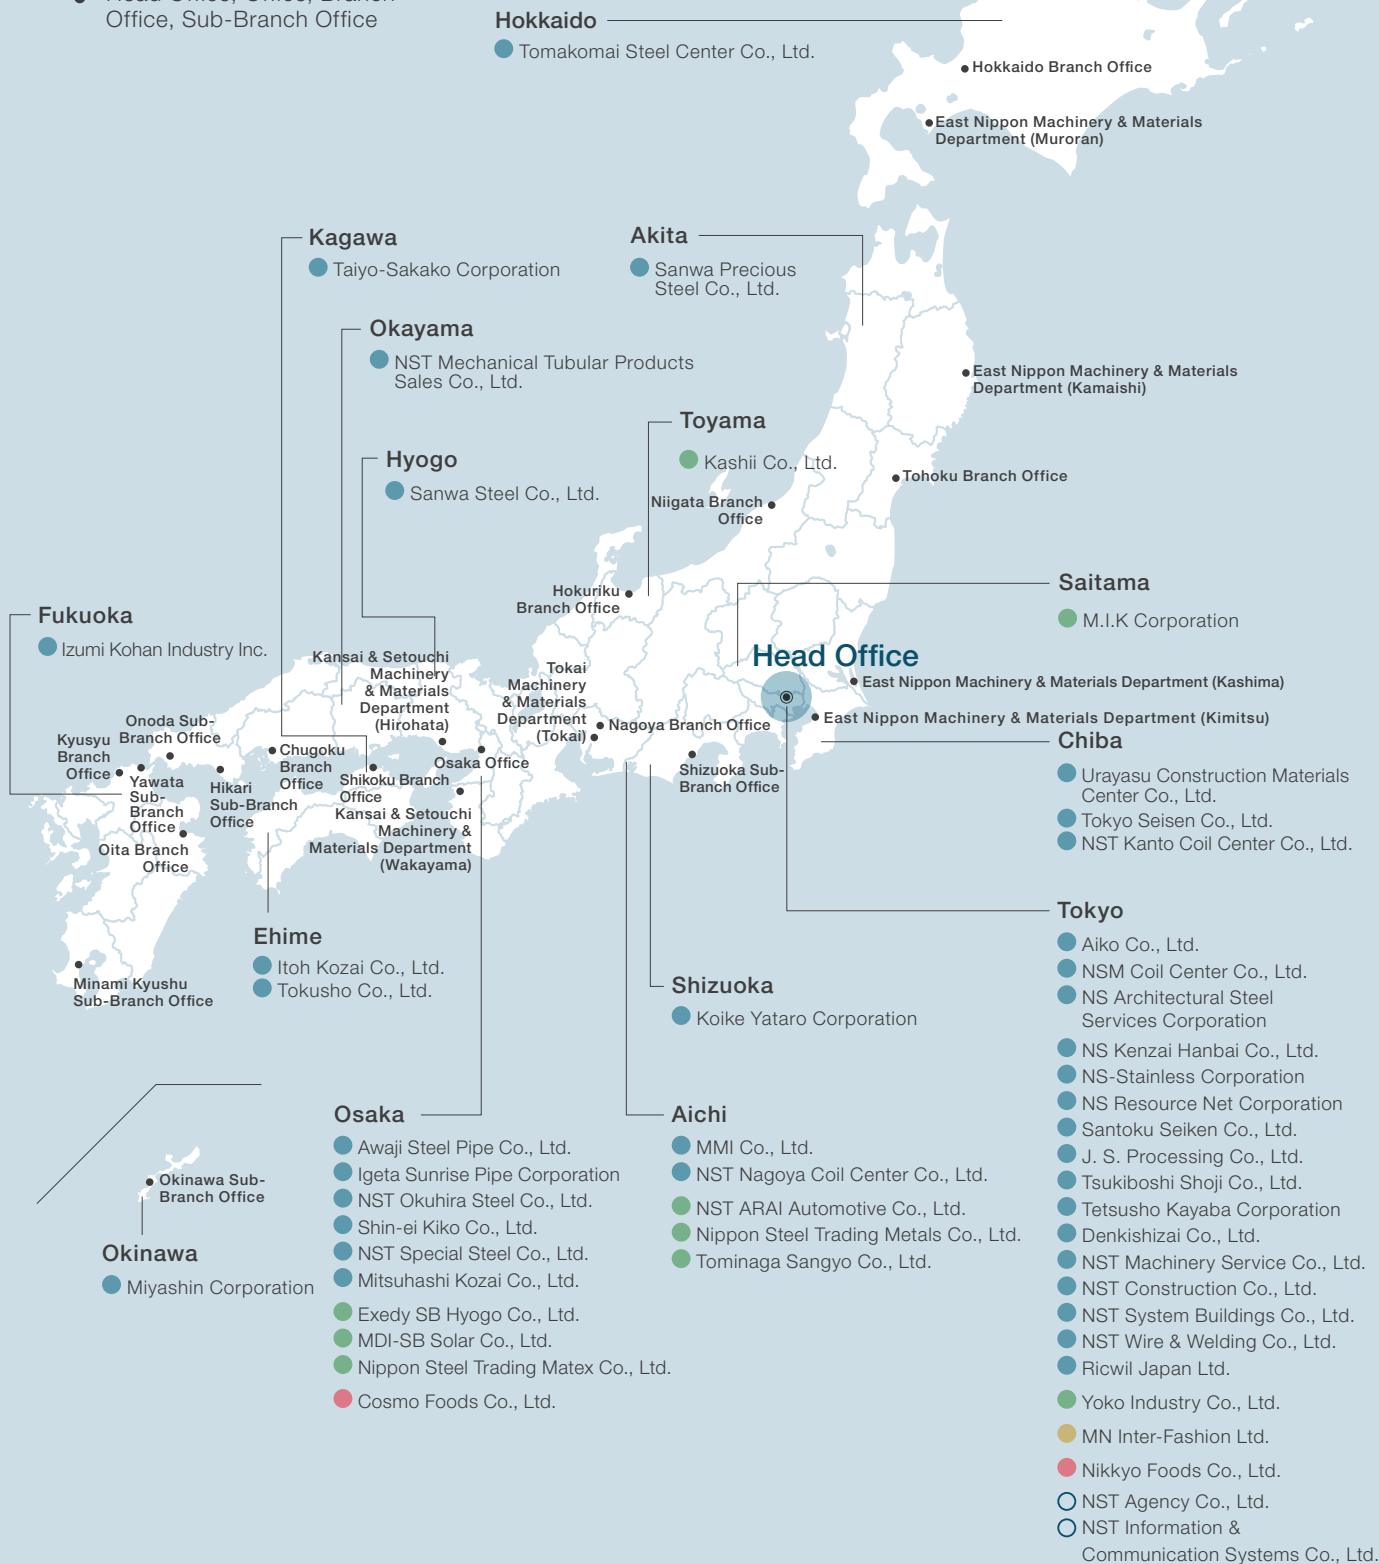 Head Office, Office, Branch
Office, Sub-Branch Office
Hokkaido
Tomakomai Steel Center Co., Ltd.
Hokkaido Branch Office
East Nippon Machinery & Materials
Department (Muroran)
Kagawa
Taiyo-Sakako Corporation
Akita
Sanwa Precious
Steel Co., Ltd.
Okayama
NST Mechanical Tubular Products
Sales Co., Ltd.
East Nippon Machinery & Materials
Department (Kamaishi)
Toyama
Kashii Co., Ltd.
Hyogo
Sanwa Steel Co., Ltd.
Tohoku Branch Office
Niigata Branch
Office
Hokuriku
Branch Office
Saitama
M.I.K Corporation
Fukuoka
Izumi Kohan Industry Inc.
Head Office
East Nippon Machinery & Materials Department (Kashima)
East Nippon Machinery & Materials Department (Kimitsu)
Kansai & Setouchi
Machinery
& Materials
Department
(Hirohata)
Tokai
Machinery
& Materials
Department
(Tokai)
Nagoya Branch Office
Shizuoka Sub-
Branch Office
Onoda Sub-
Branch Office
Kyusyu
Branch
Office
Yawata
Sub-
Branch
Office
Hikari
Sub-Branch
Office
Chugoku
Branch
Office
Shikoku Branch
Office
Osaka Office
Kansai & Setouchi
Machinery &
Materials Department
(Wakayama)
Oita Branch
Office
Minami Kyushu
Sub-Branch Office
Chiba
Urayasu Construction Materials
Center Co., Ltd.
Tokyo Seisen Co., Ltd.
NST Kanto Coil Center Co., Ltd.
Ehime
Itoh Kozai Co., Ltd.
Tokusho Co., Ltd.
Shizuoka
Koike Yataro Corporation
Tokyo
Aiko Co., Ltd.
NSM Coil Center Co., Ltd.
NS Architectural Steel
Services Corporation
NS Kenzai Hanbai Co., Ltd.
NS-Stainless Corporation
NS Resource Net Corporation
Santoku Seiken Co., Ltd.
J. S. Processing Co., Ltd.
Tsukiboshi Shoji Co., Ltd.
Tetsusho Kayaba Corporation
Denkishizai Co., Ltd.
NST Machinery Service Co., Ltd.
NST Construction Co., Ltd.
NST System Buildings Co., Ltd.
NST Wire & Welding Co., Ltd.
Ricwil Japan Ltd.
Yoko Industry Co., Ltd.
MN Inter-Fashion Ltd.
Nikkyo Foods Co., Ltd.
NST Agency Co., Ltd.
NST Information &
Communication Systems Co., Ltd.
Osaka
Awaji Steel Pipe Co., Ltd.
Igeta Sunrise Pipe Corporation
NST Okuhira Steel Co., Ltd.
Shin-ei Kiko Co., Ltd.
NST Special Steel Co., Ltd.
Mitsuhashi Kozai Co., Ltd.
Exedy SB Hyogo Co., Ltd.
MDI-SB Solar Co., Ltd.
Nippon Steel Trading Matex Co., Ltd.
Cosmo Foods Co., Ltd.
Aichi
MMI Co., Ltd.
NST Nagoya Coil Center Co., Ltd.
NST ARAI Automotive Co., Ltd.
Nippon Steel Trading Metals Co., Ltd.
Tominaga Sangyo Co., Ltd.
Okinawa Sub-
Branch Office
Okinawa
Miyashin Corporation